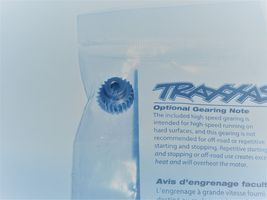 TRAXXAS
Optional Gearing Note
The included high speed gearing is
intended for high-speed running on
hard surfaces, and this gearing is not
recommended for off-road or repetitive
starting and stopping. Repetitive starting
and stopping or off-road use creates exce
heat and will overheat the motor.
Avis d'engrenage facult
L'engrenage à grande vitesse fourni